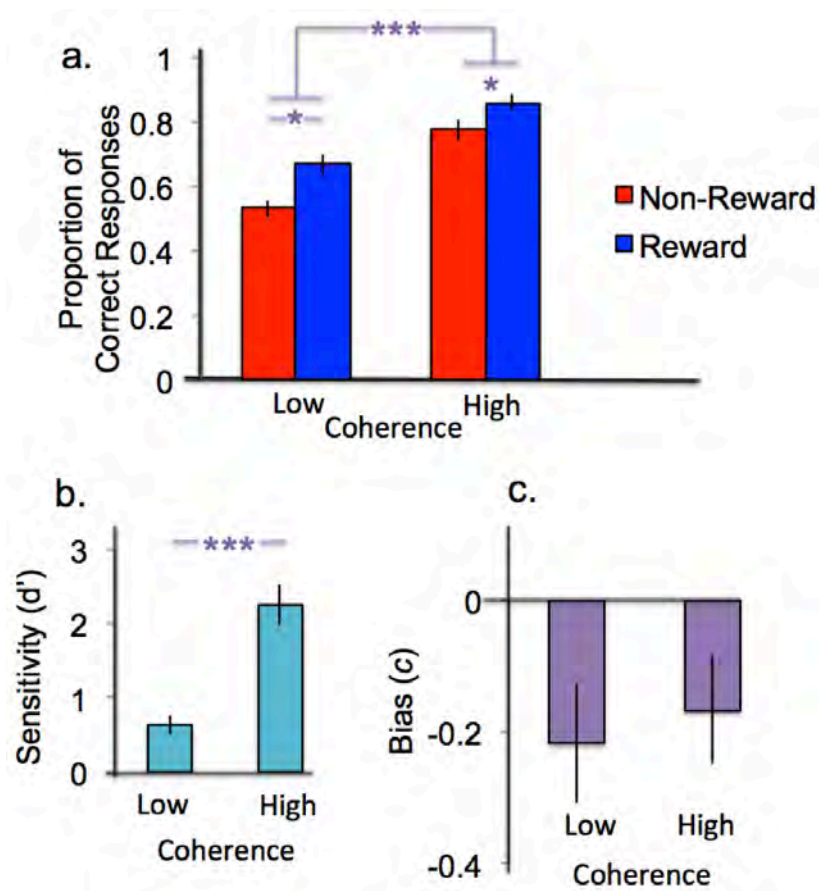 a.
***
*
*
1
0.8
0.6
0.4
0.2
0
Proportion of
Correct Responses
Non-Reward
Reward
Low
High
Coherence
b.
***
3
2
1
0
Sensitivity (d')
Low
High
Coherence
c.
0
-0.2
-0.4
Bias (c)
Low
High
Coherence